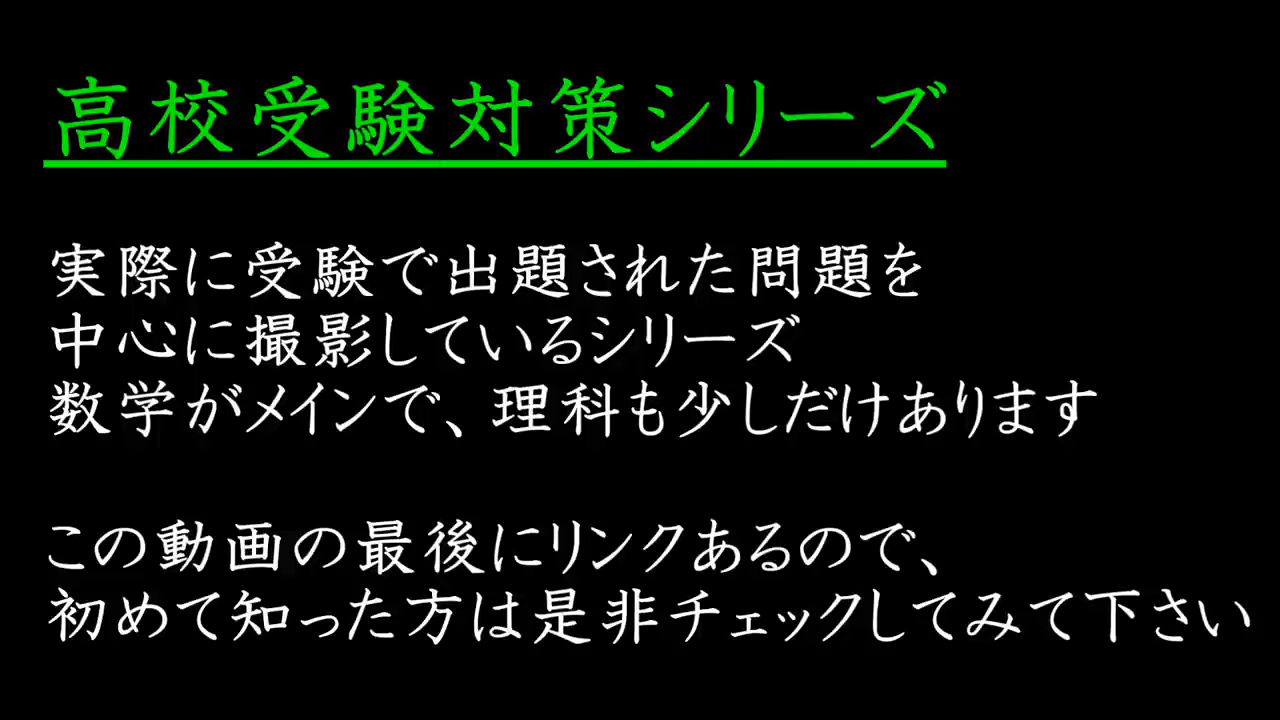 高校受験対策シリーズ
実際に受験で出題された問題を
中心に撮影しているシリーズ
数学がメインで、理科も少しだけあります
この動画の最後にリンクあるので、
初めて知った方は是非チェックしてみて下さい